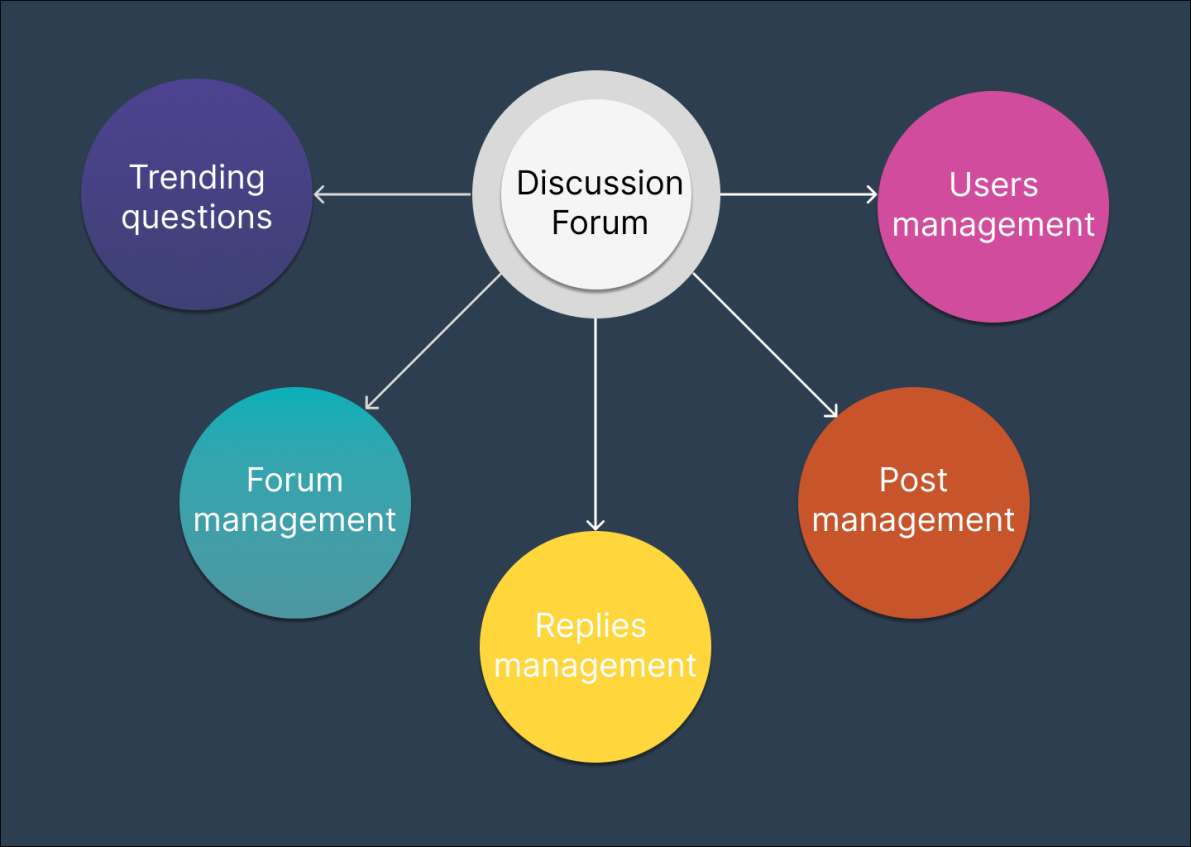 Trending
questions
Discussion
Forum
Users
management
Forum
management
Post
management
Replies
management